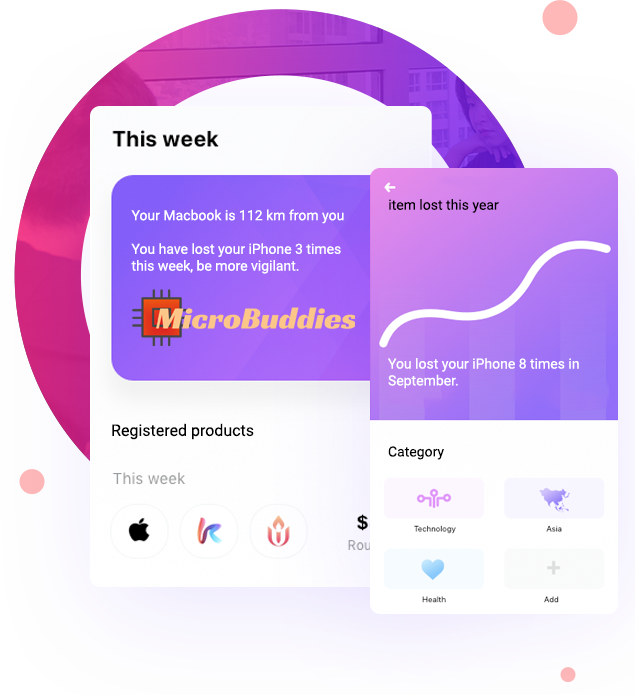 This week
Your Macbook is 112 km from you
You have lost your iPhone 3 times
this week, be more vigilant.
MicroBuddies
Registered products
This week
$
Rou
item lost this year
You lost your iPhone 8 times in
September.
Category
Technology
Asia
Health
Add